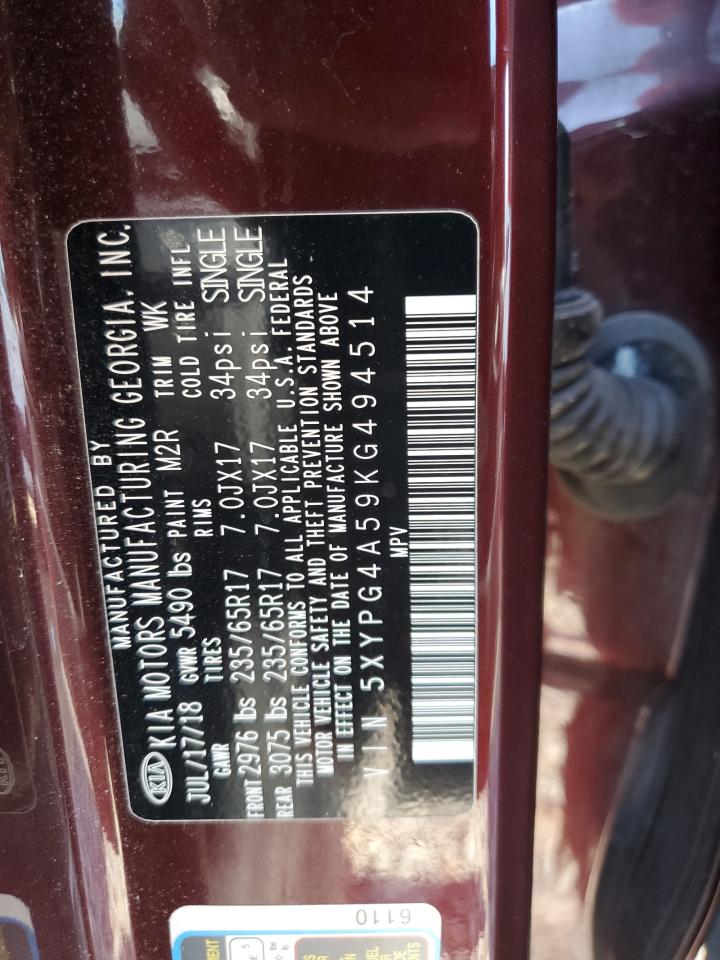 MANUFACTURED BY
KIA KIA MOTORS MANUFACTURING GEORGIA, INC.
JUL/17/18 GVWR 5490 lbs PAINT M2R TRIM WK
GAWR TIRES RIMS COLD TIRE INFL
FRONT 2976 lbs 235/65R17 7.0JX17 34psi SINGLE
REAR 3075 lbs 235/65R17 7.0JX17 34psi SINGLE
THIS VEHICLE CONFORMS TO ALL APPLICABLE U.S.A. FEDERAL
MOTOR VEHICLE SAFETY AND THEFT PREVENTION STANDARDS
IN EFFECT ON THE DATE OF MANUFACTURE SHOWN ABOVE
VIN 5XYPG4A59KG494514
MPV
6110